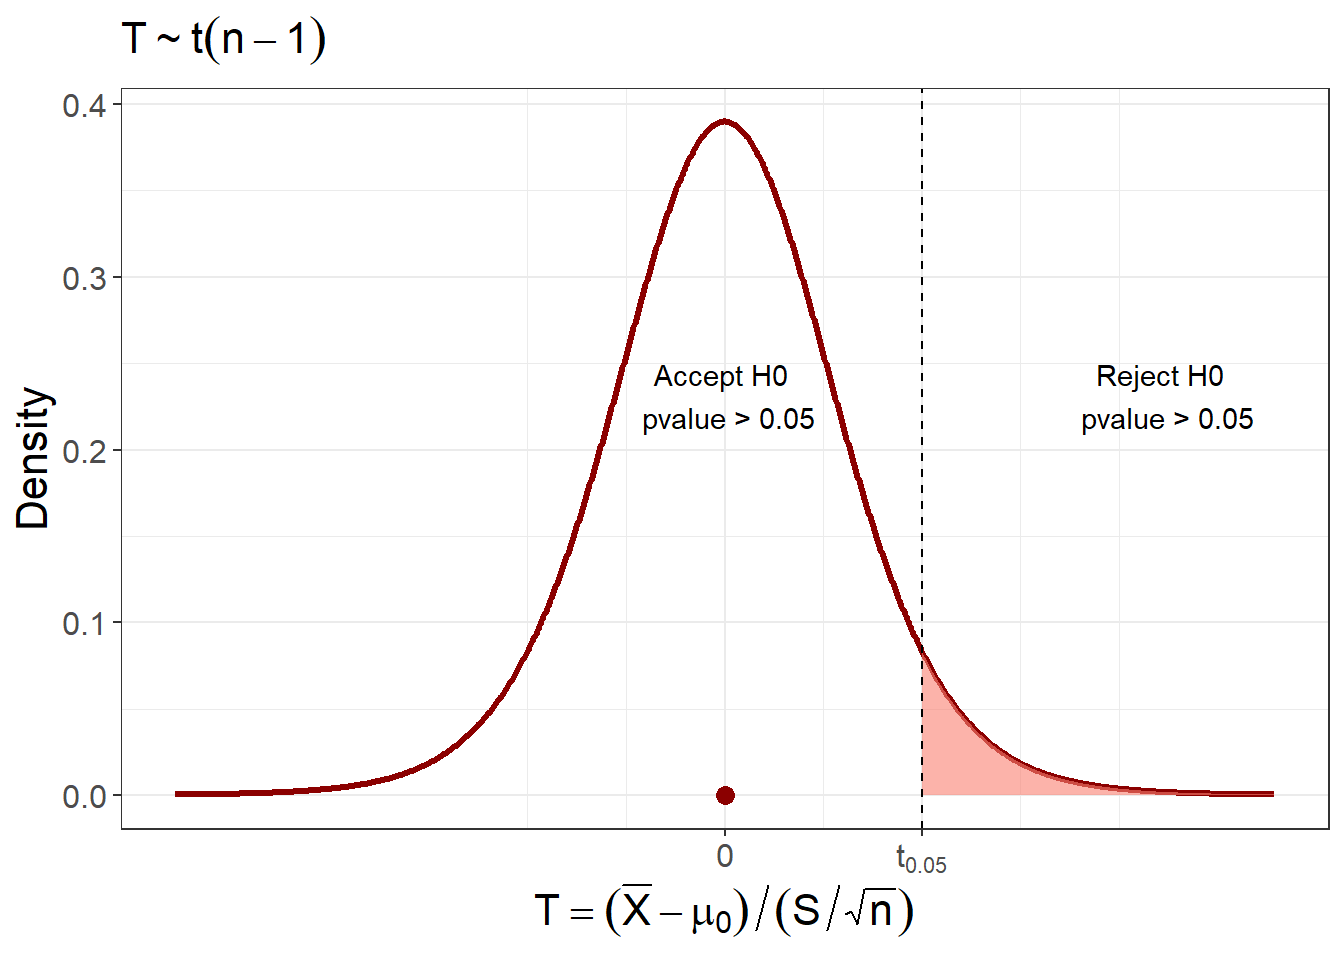 T ~ t(n − 1)
0.4
0.3
0.2
0.1
0.0
Density
Accept H0
pvalue > 0.05
Reject H0
pvalue > 0.05
0
t0.05
T = (X̅ − μ0)/(S/√n)